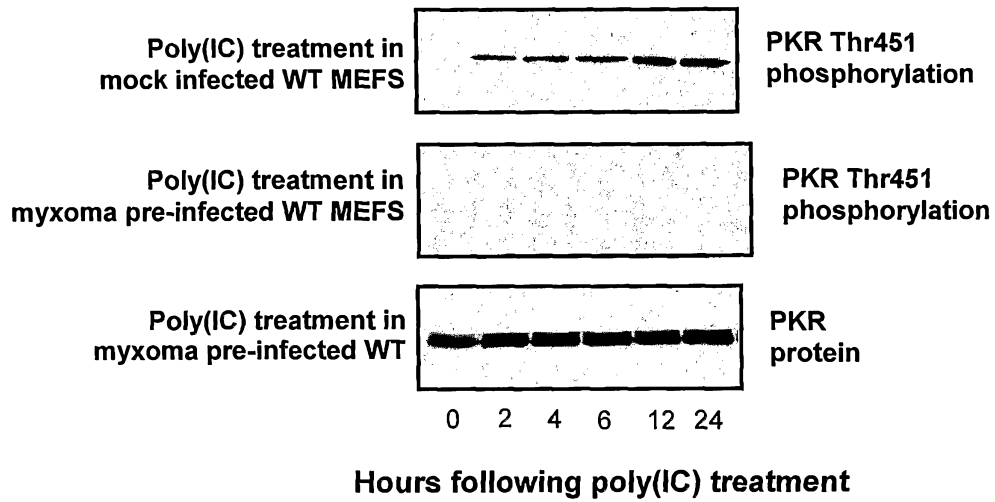 Poly(IC) treatment in
mock infected WT MEFS
PKR Thr451
phosphorylation
Poly(IC) treatment in
myxoma pre-infected WT MEFS
PKR Thr451
phosphorylation
Poly(IC) treatment in
myxoma pre-infected WT
PKR
protein
0 2 4 6 12 24
Hours following poly(IC) treatment